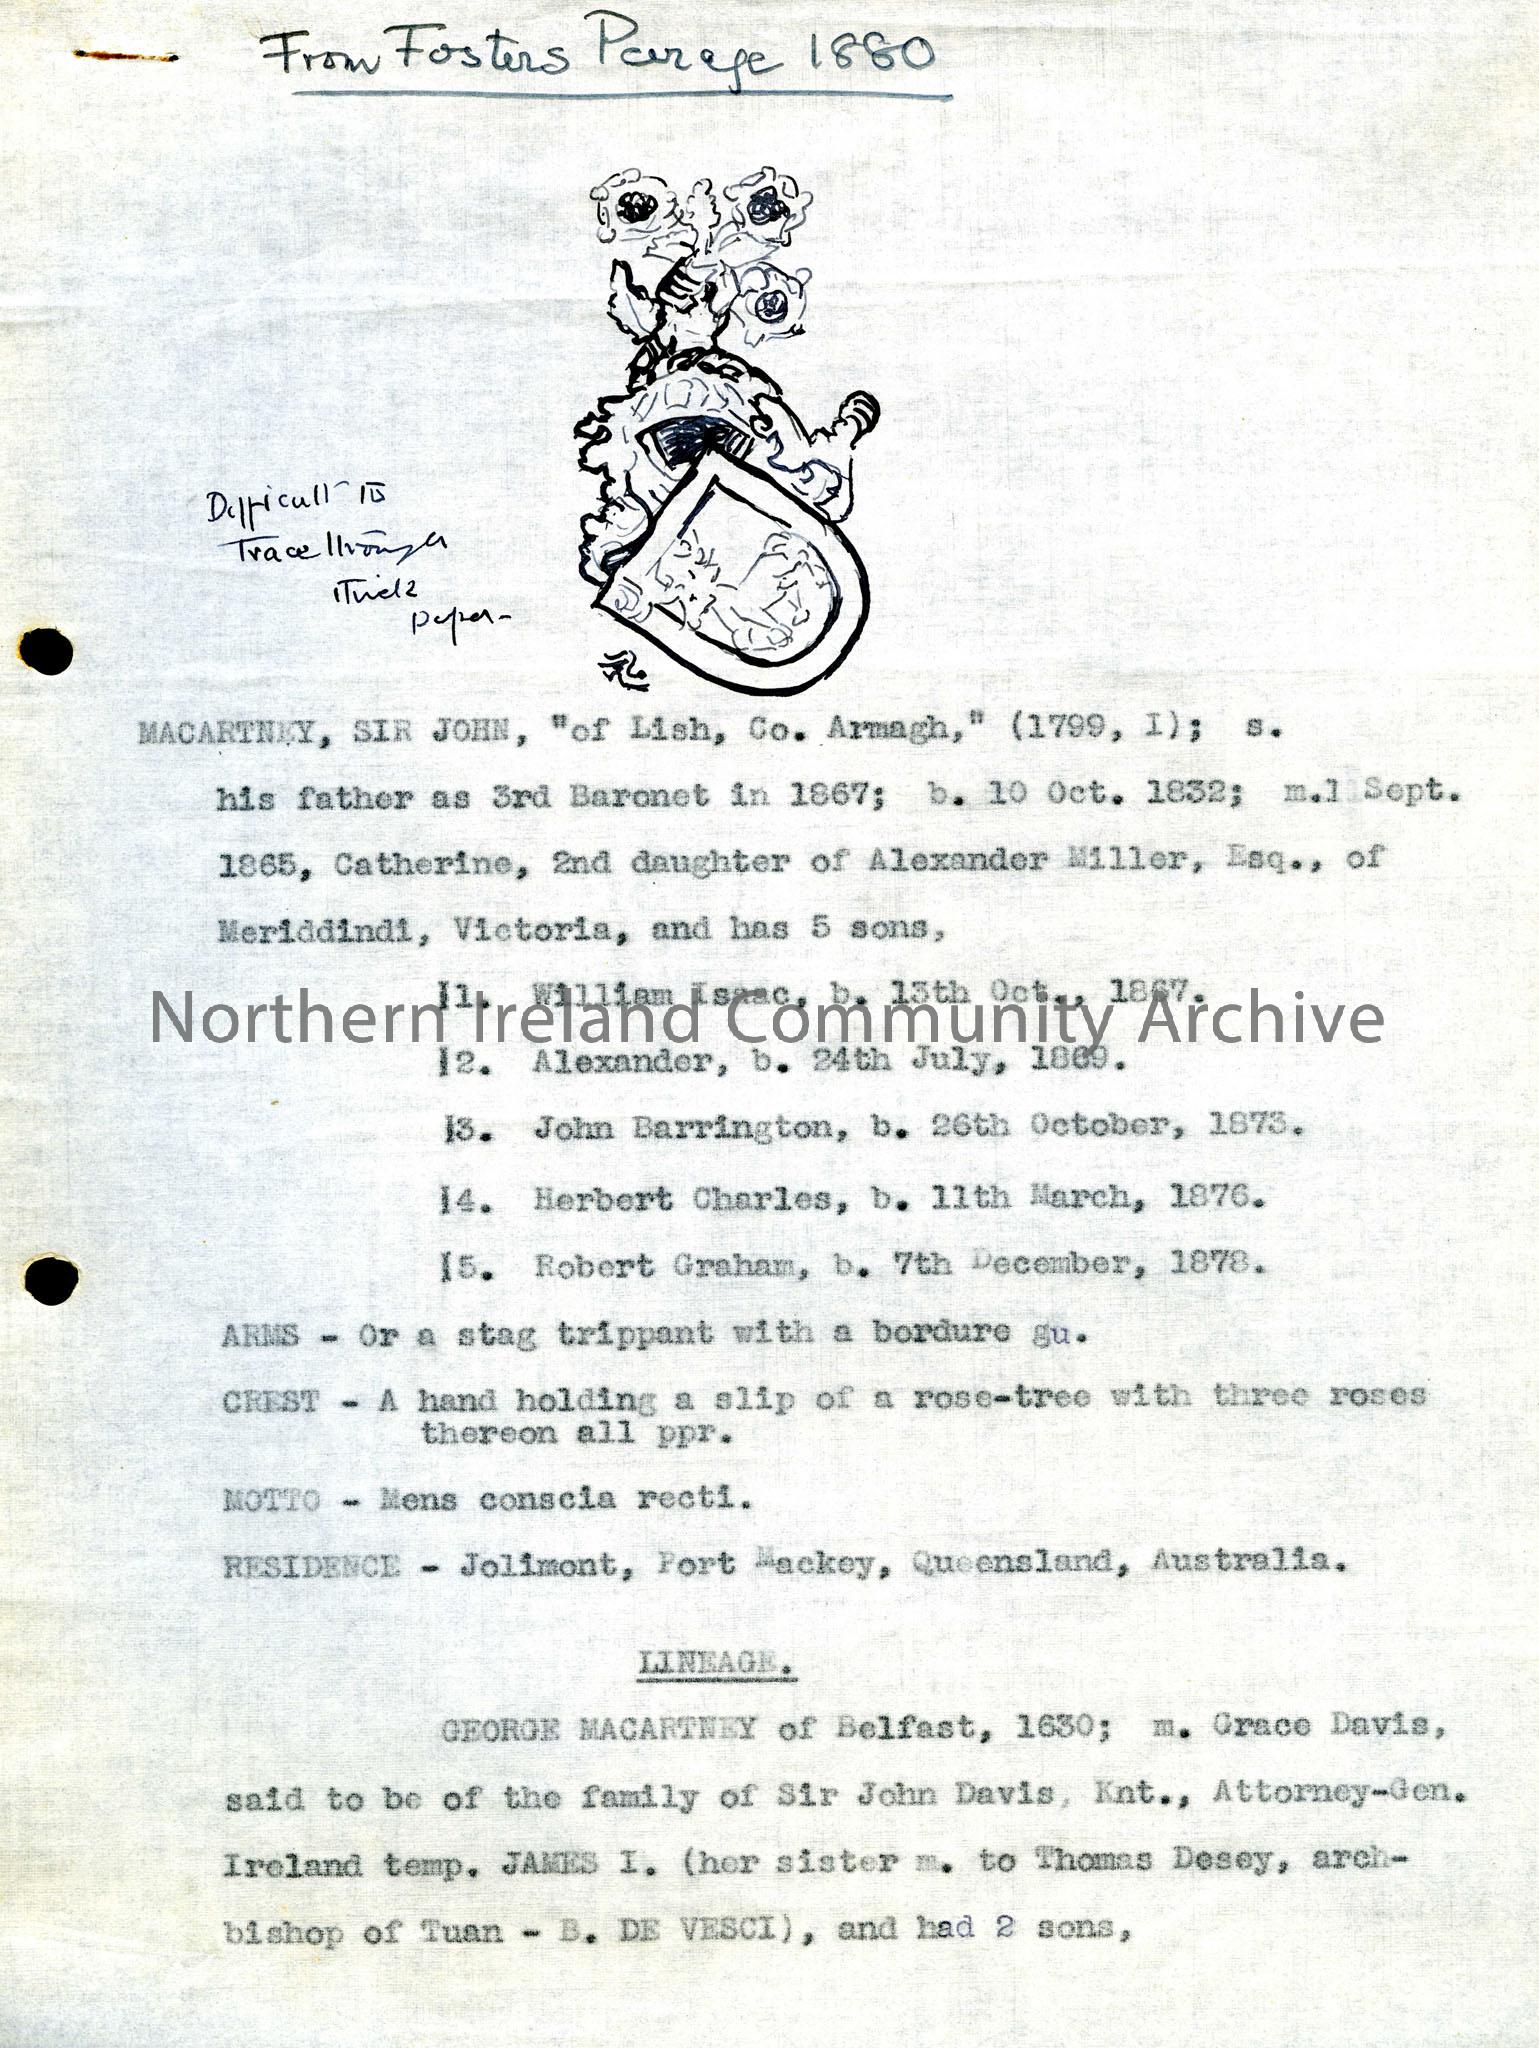 From Fosters Peerage 1880
Difficult to
Trace through
thick
paper-
MACARTNEY, SIR JOHN, "of Lish, Co. Armagh," (1799, I); s.
his father as 3rd Baronet in 1867; b. 10 Oct. 1832; m.1 Sept.
1865, Catherine, 2nd daughter of Alexander Miller, Esq., of
Meriddindi, Victoria, and has 5 sons,
|1. William Isaac, b. 13th Oct., 1867.
Northern Ireland Community Archive
|2. Alexander, b. 24th July, 1869.
|3. John Barrington, b. 26th October, 1873.
|4. Herbert Charles, b. 11th March, 1876.
|5. Robert Graham, b. 7th December, 1878.
ARMS - Or a stag trippant with a bordure gu.
CREST - A hand holding a slip of a rose-tree with three roses
thereon all ppr.
MOTTO - Mens conscia recti.
RESIDENCE - Jolimont, Port Mackey, Queensland, Australia.
LINEAGE.
GEORGE MACARTNEY of Belfast, 1630; m. Grace Davis,
said to be of the family of Sir John Davis, Knt., Attorney-Gen.
Ireland temp. JAMES I. (her sister m. to Thomas Desey, arch-
bishop of Tuan - B. DE VESCI), and had 2 sons,